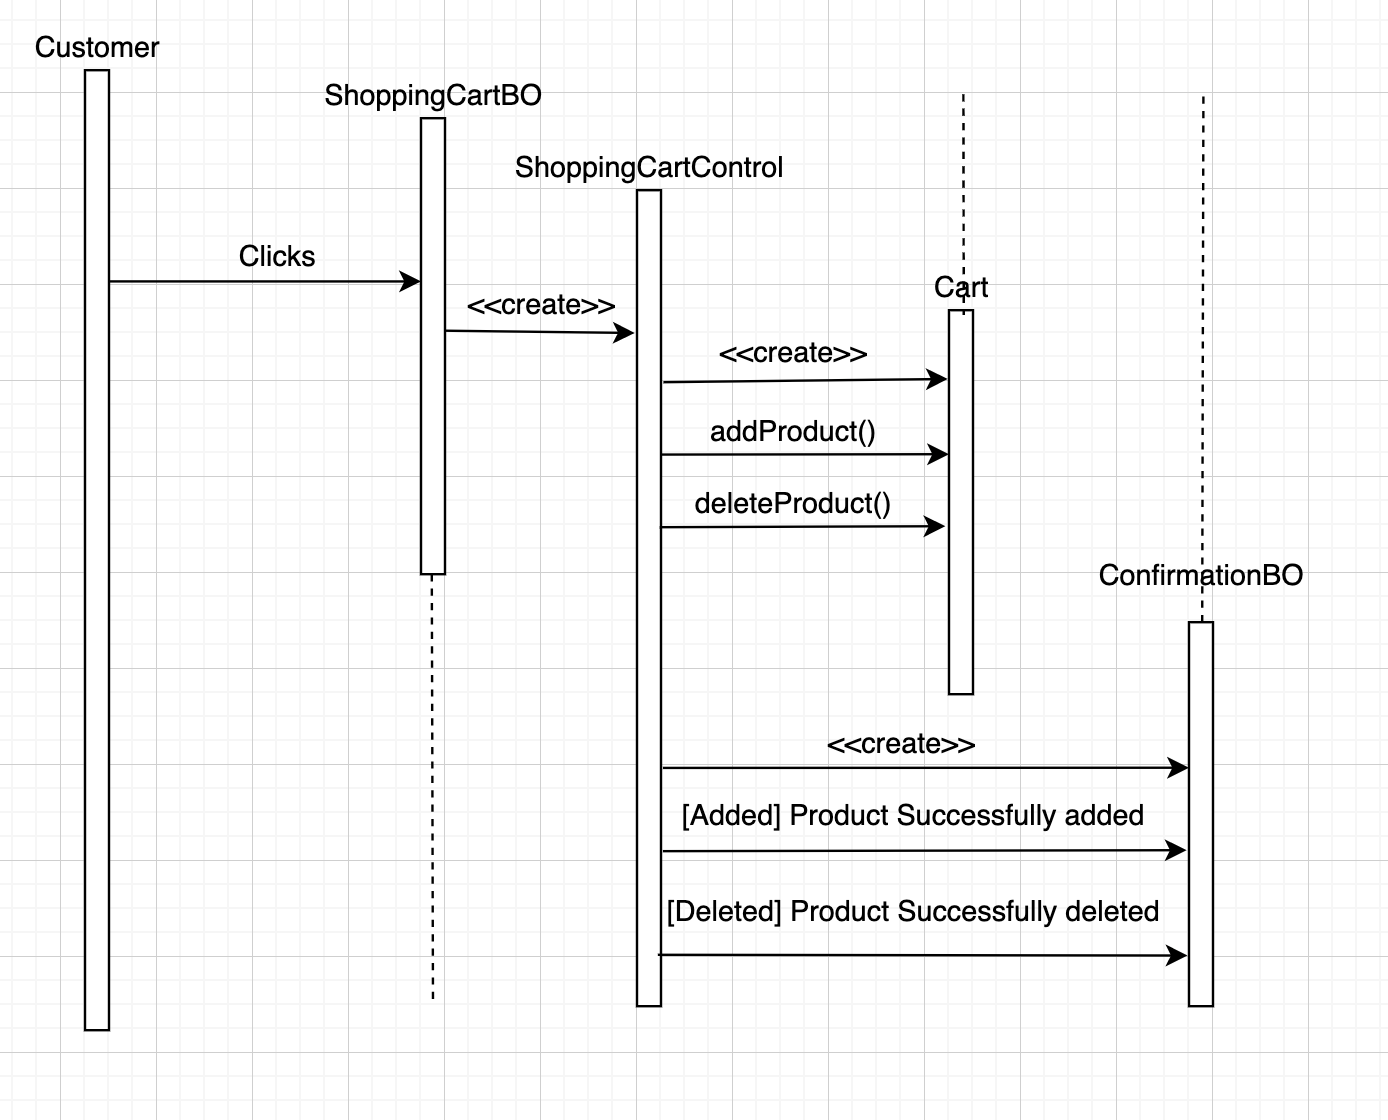 Customer
ShoppingCartBO
ShoppingCartControl
Clicks
Cart
<<create>>
<<create>>
addProduct()
deleteProduct()
ConfirmationBO
<<create>>
[Added] Product Successfully added
[Deleted] Product Successfully deleted